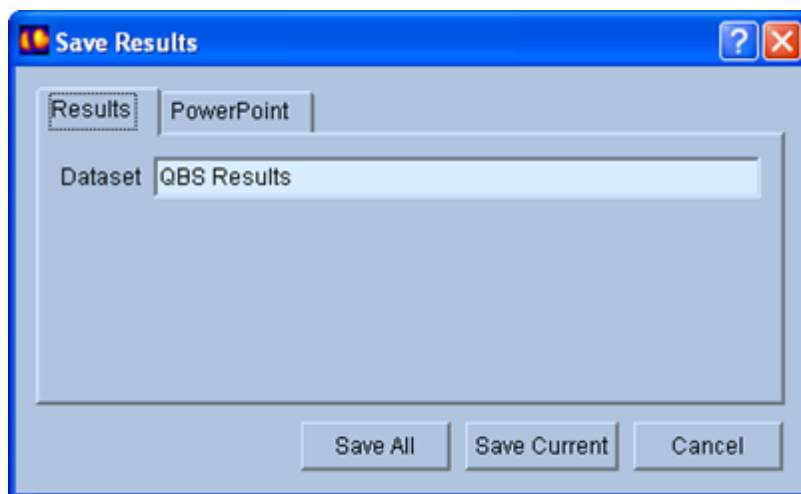 Save Results
?
Results PowerPoint
Dataset QBS Results
Save All Save Current Cancel